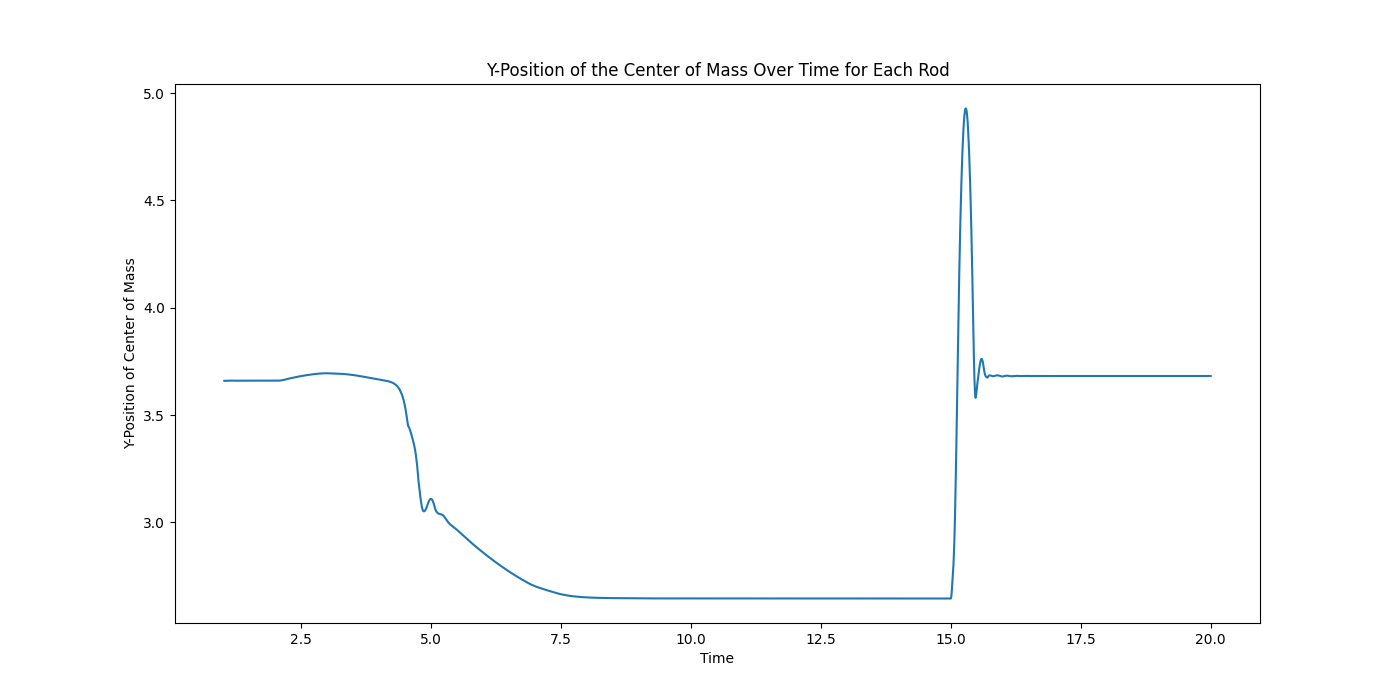 Y-Position of the Center of Mass Over Time for Each Rod
5.0
4.5
4.0
3.5
3.0
Y-Position of Center of Mass
2.5 5.0 7.5 10.0 12.5 15.0 17.5 20.0
Time